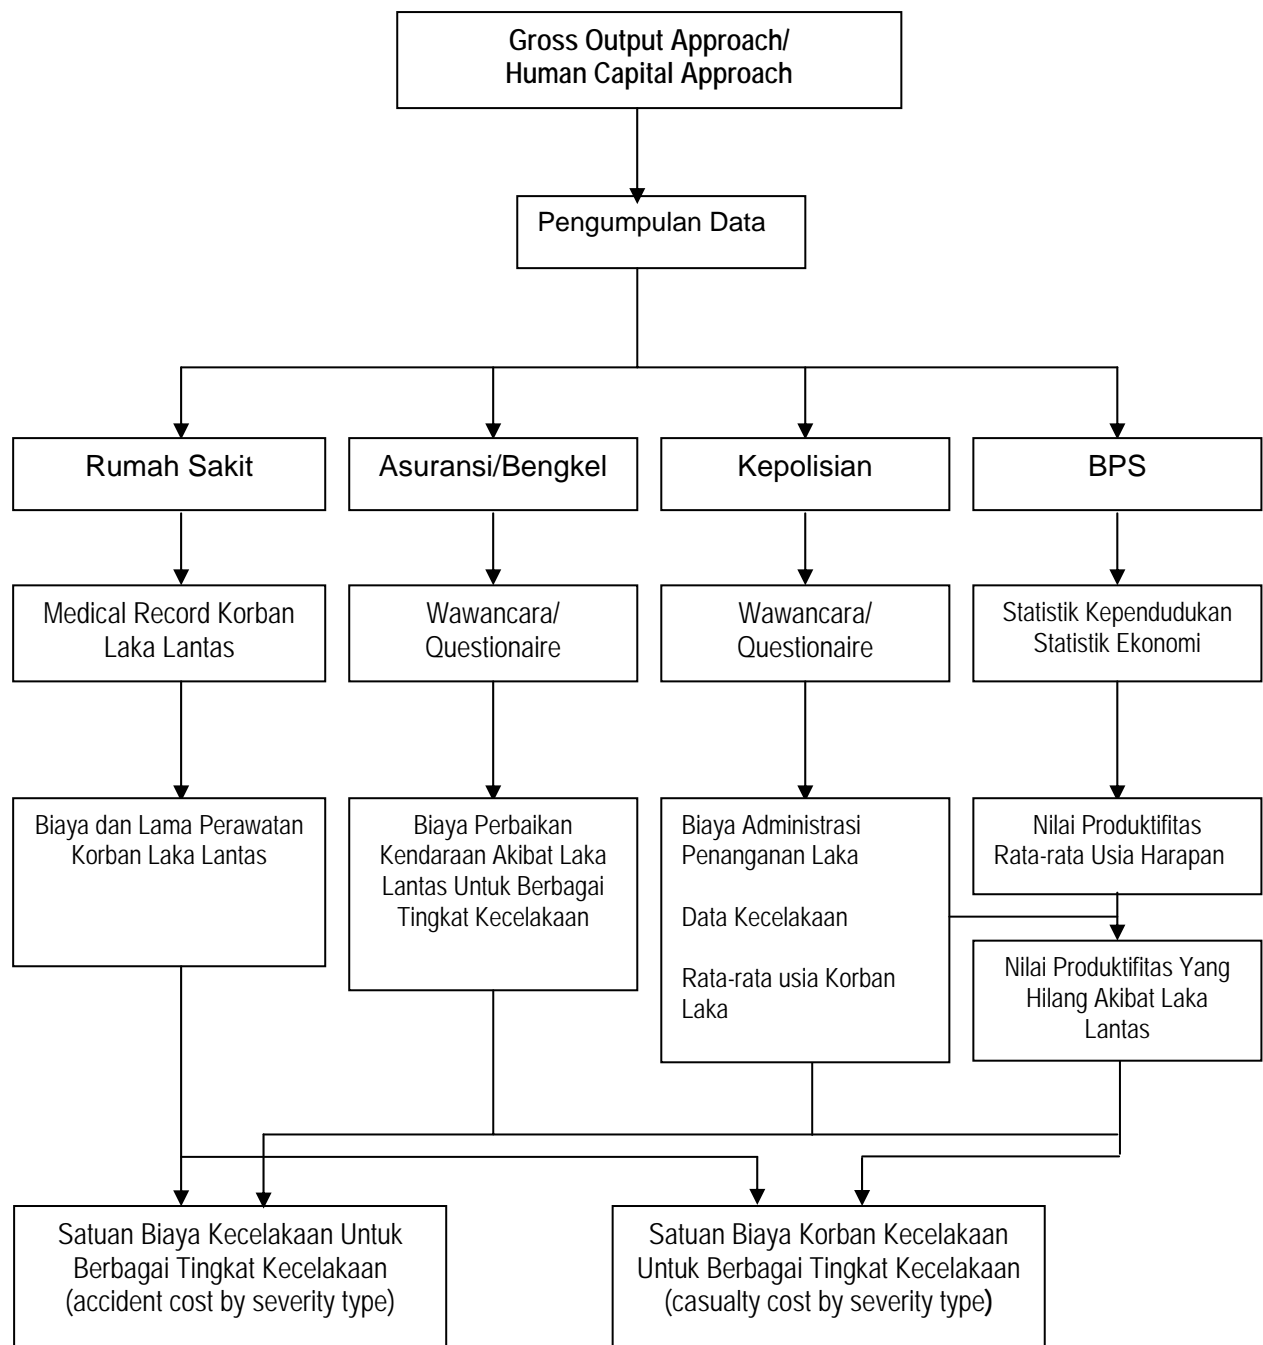 Gross Output Approach/
Human Capital Approach
Pengumpulan Data
Rumah Sakit
Asuransi/Bengkel
Kepolisian
BPS
Medical Record Korban
Laka Lantas
Wawancara/
Questionaire
Wawancara/
Questionaire
Statistik Kependudukan
Statistik Ekonomi
Biaya dan Lama Perawatan
Korban Laka Lantas
Biaya Perbaikan
Kendaraan Akibat Laka
Lantas Untuk Berbagai
Tingkat Kecelakaan
Biaya Administrasi
Penanganan Laka
Data Kecelakaan
Rata-rata usia Korban
Laka
Nilai Produktifitas
Rata-rata Usia Harapan
Nilai Produktifitas Yang
Hilang Akibat Laka
Lantas
Satuan Biaya Kecelakaan Untuk
Berbagai Tingkat Kecelakaan
(accident cost by severity type)
Satuan Biaya Korban Kecelakaan
Untuk Berbagai Tingkat Kecelakaan
(casualty cost by severity type)